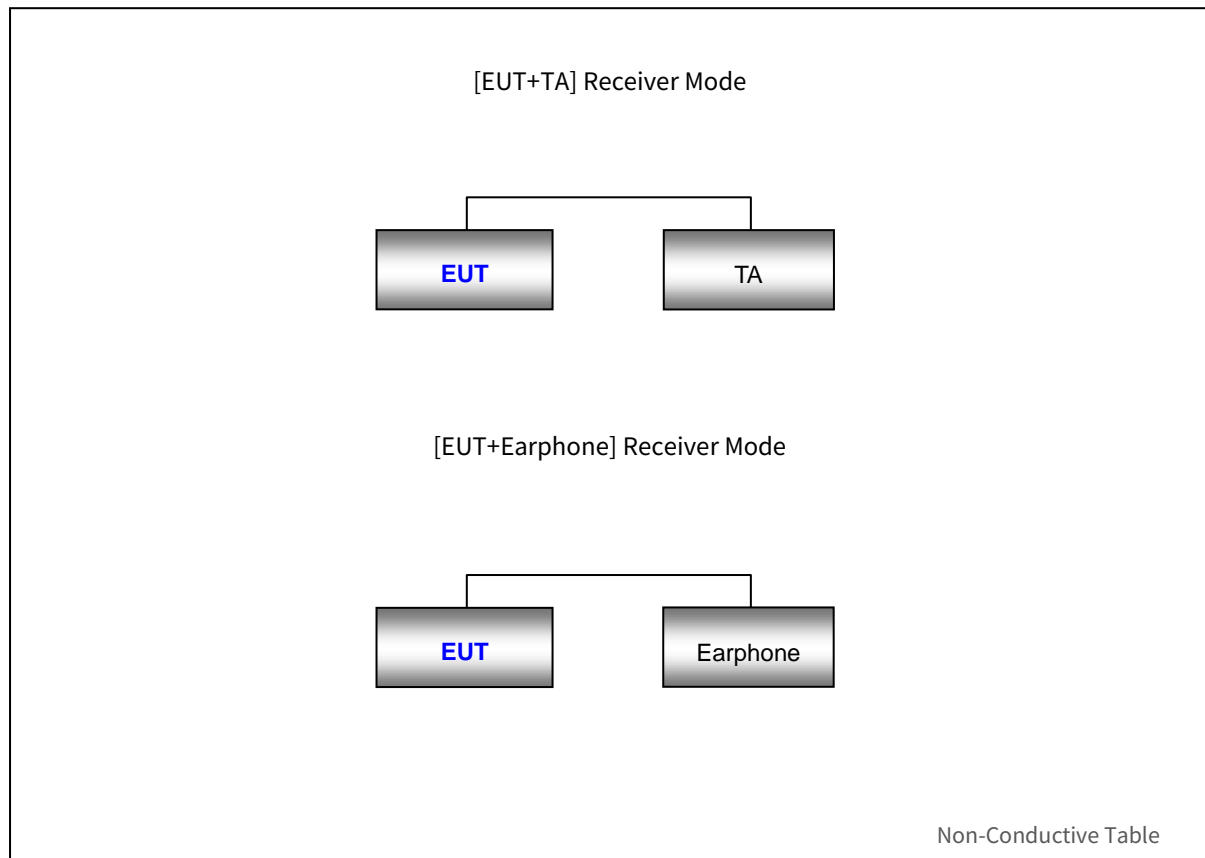 [EUT+TA] Receiver Mode
EUT
TA
[EUT+Earphone] Receiver Mode
EUT
Earphone
Non-Conductive Table